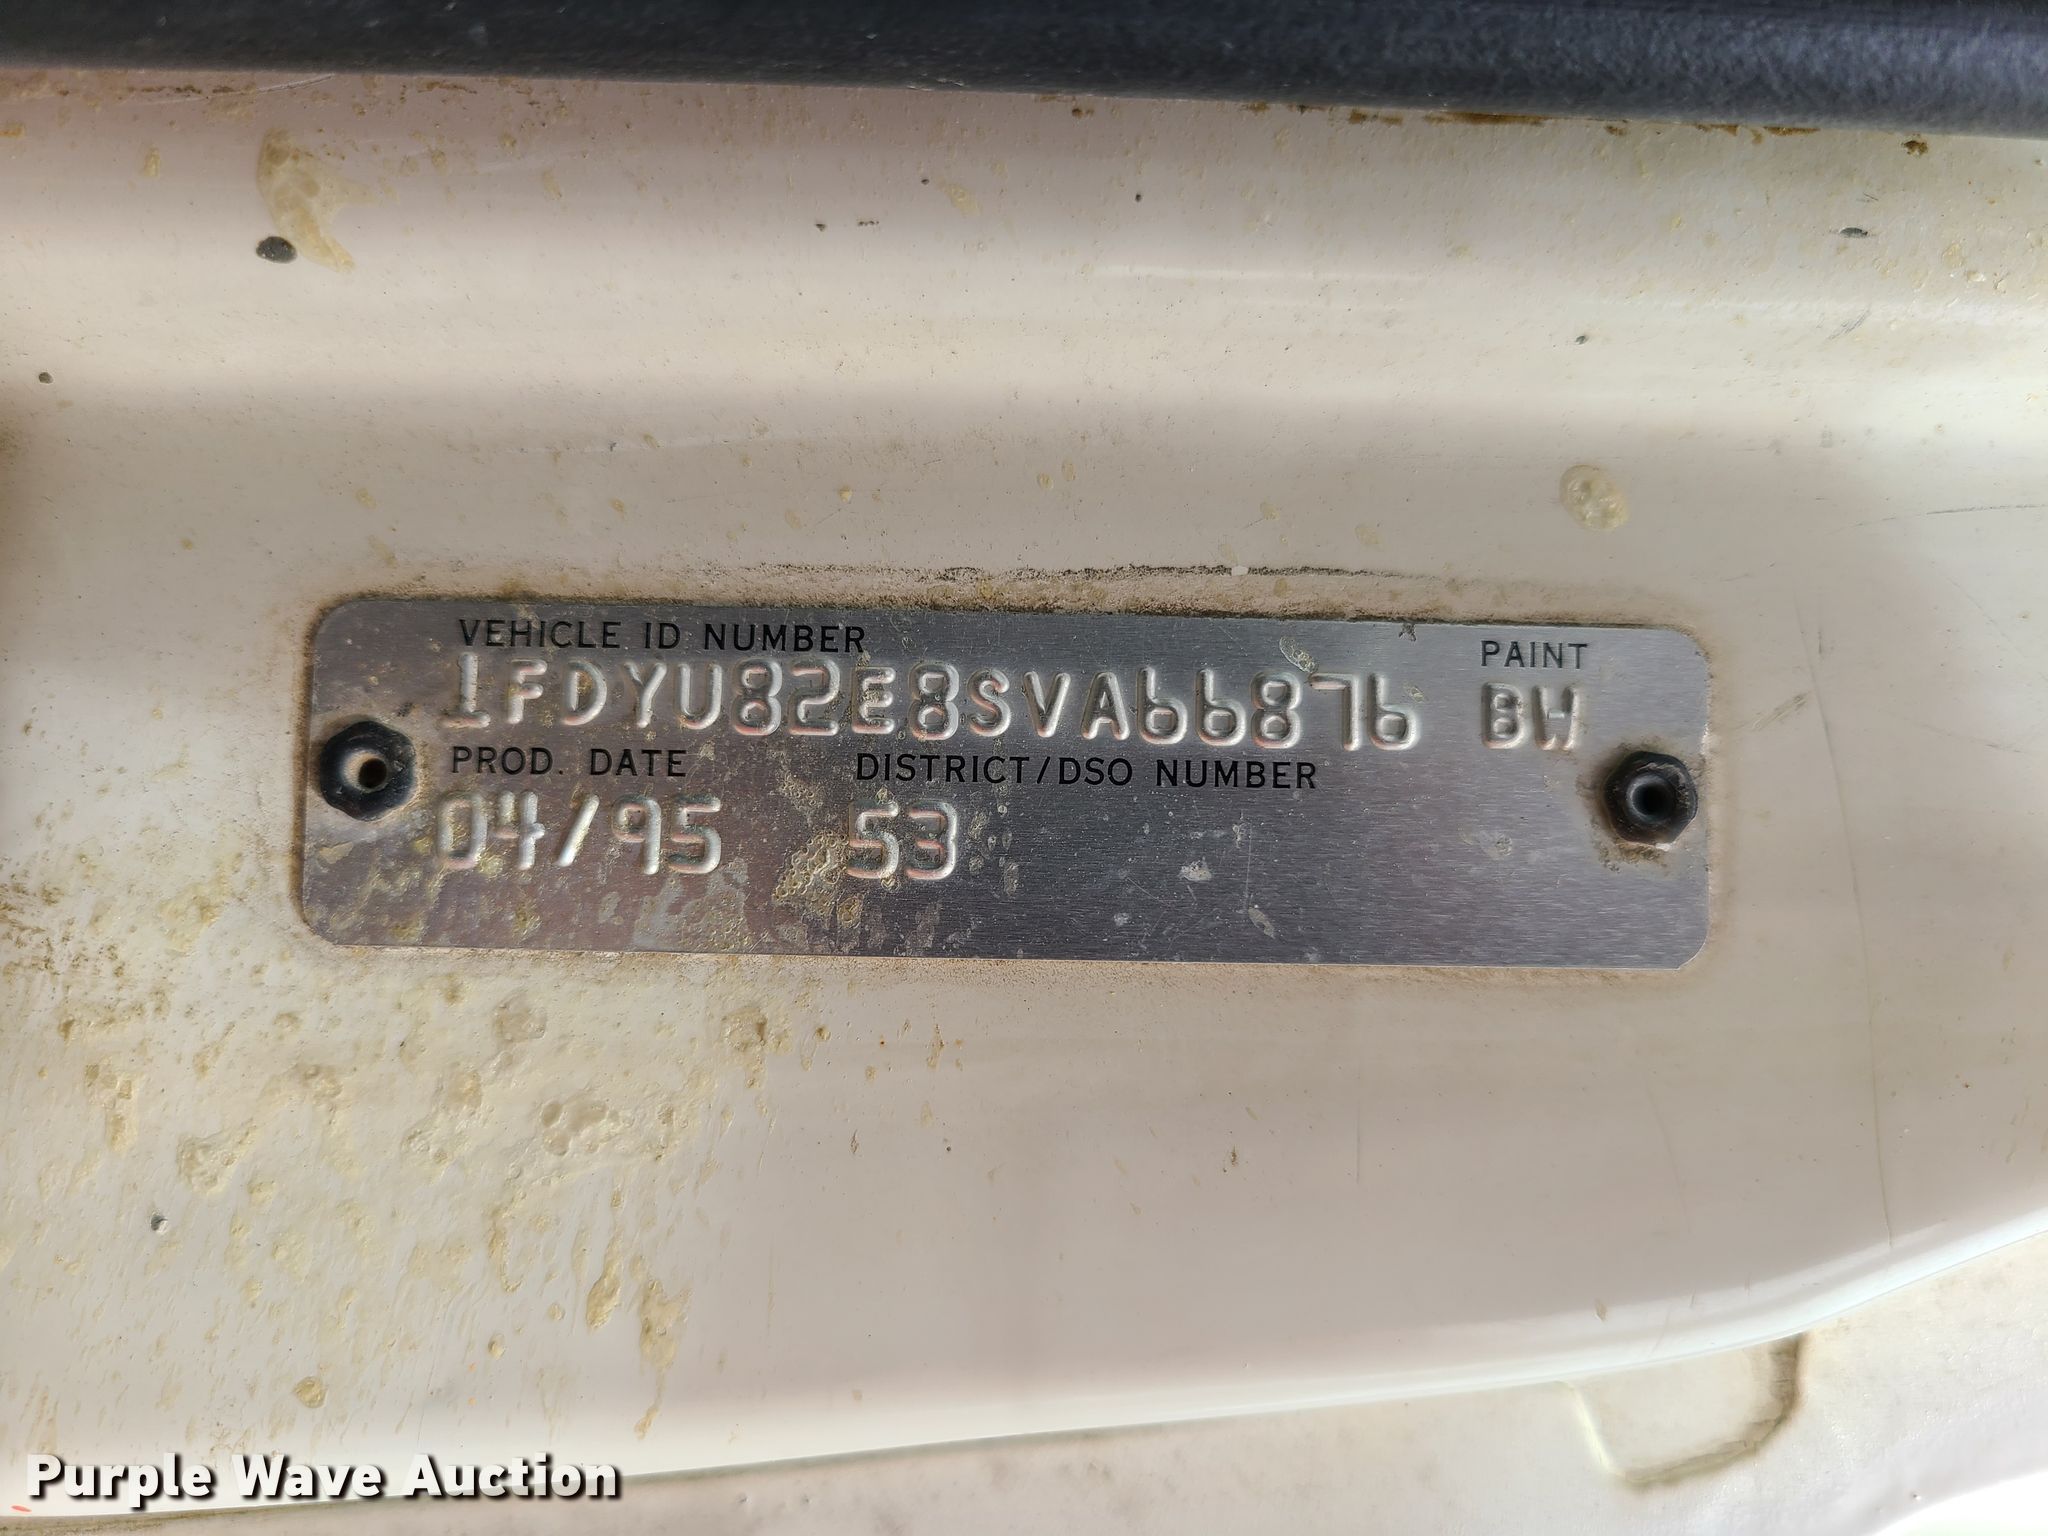 VEHICLE ID NUMBER PAINT
1FDYU82E8SVA66876 BW
PROD. DATE DISTRICT/DSO NUMBER
04/95 53
Purple Wave Auction